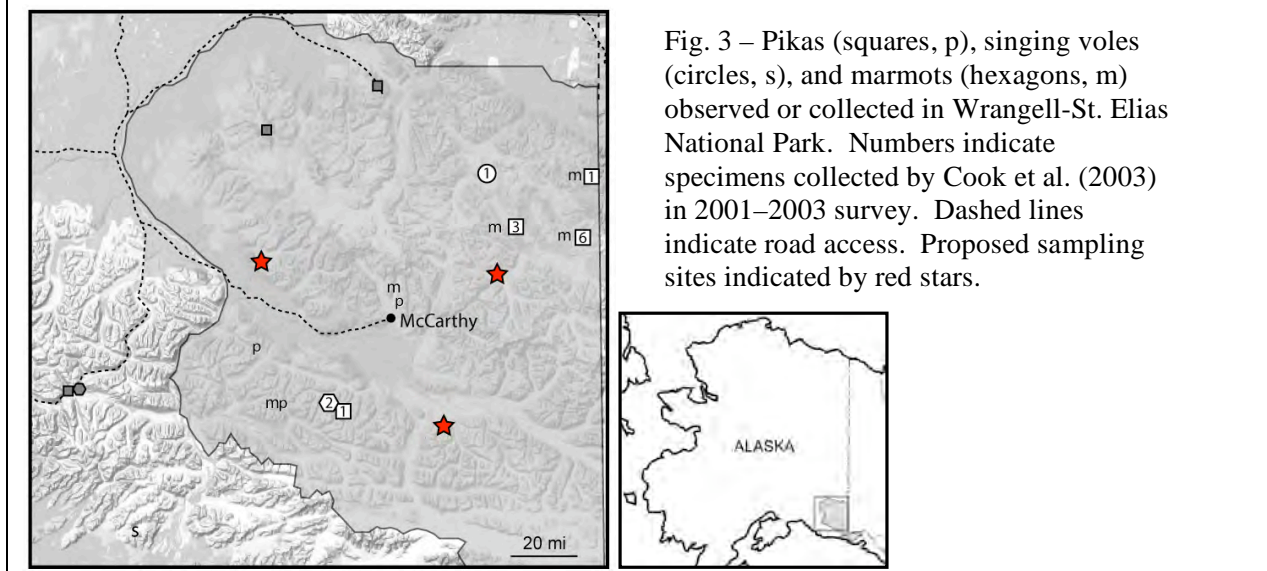 Fig. 3 – Pikas (squares, p), singing voles
(circles, s), and marmots (hexagons, m)
observed or collected in Wrangell-St. Elias
National Park. Numbers indicate
specimens collected by Cook et al. (2003)
in 2001–2003 survey. Dashed lines
indicate road access. Proposed sampling
sites indicated by red stars.
1
m 1
m 3
m 6
m
p
McCarthy
p
mp
2
1
s
20 mi
ALASKA